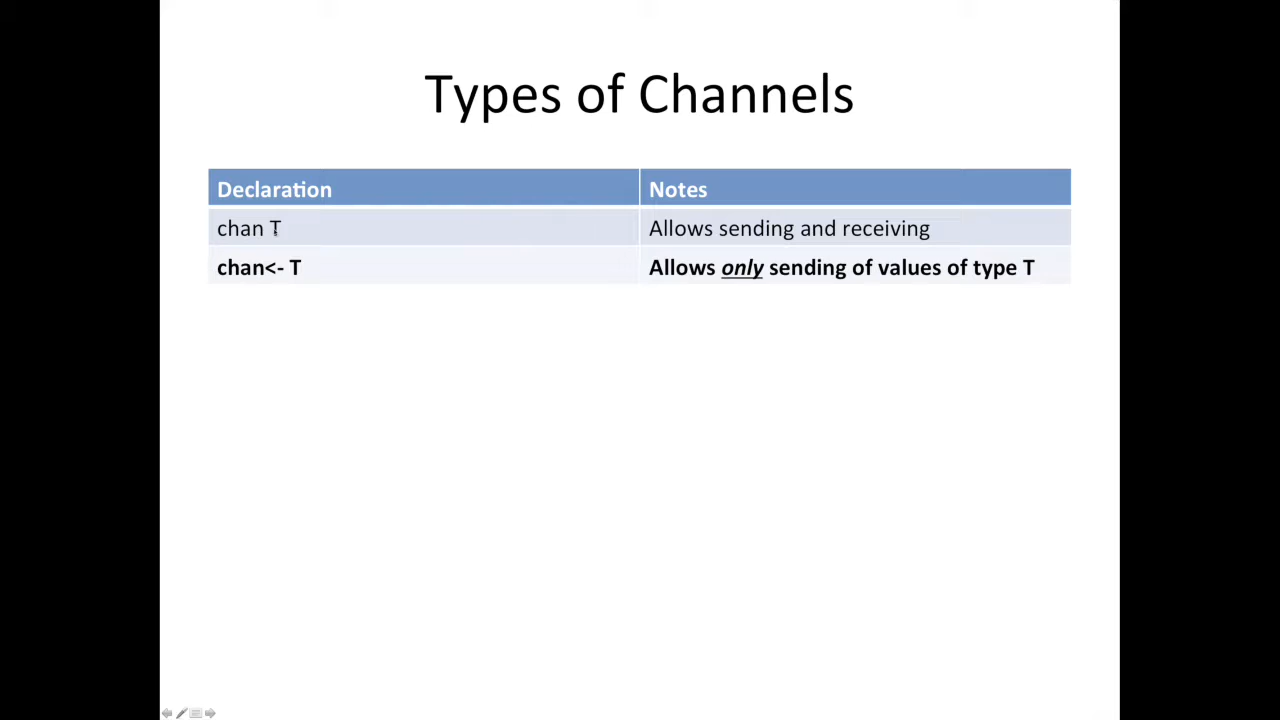 Types of Channels
Declaration Notes
chan T Allows sending and receiving
chan<- T Allows only sending of values of type T